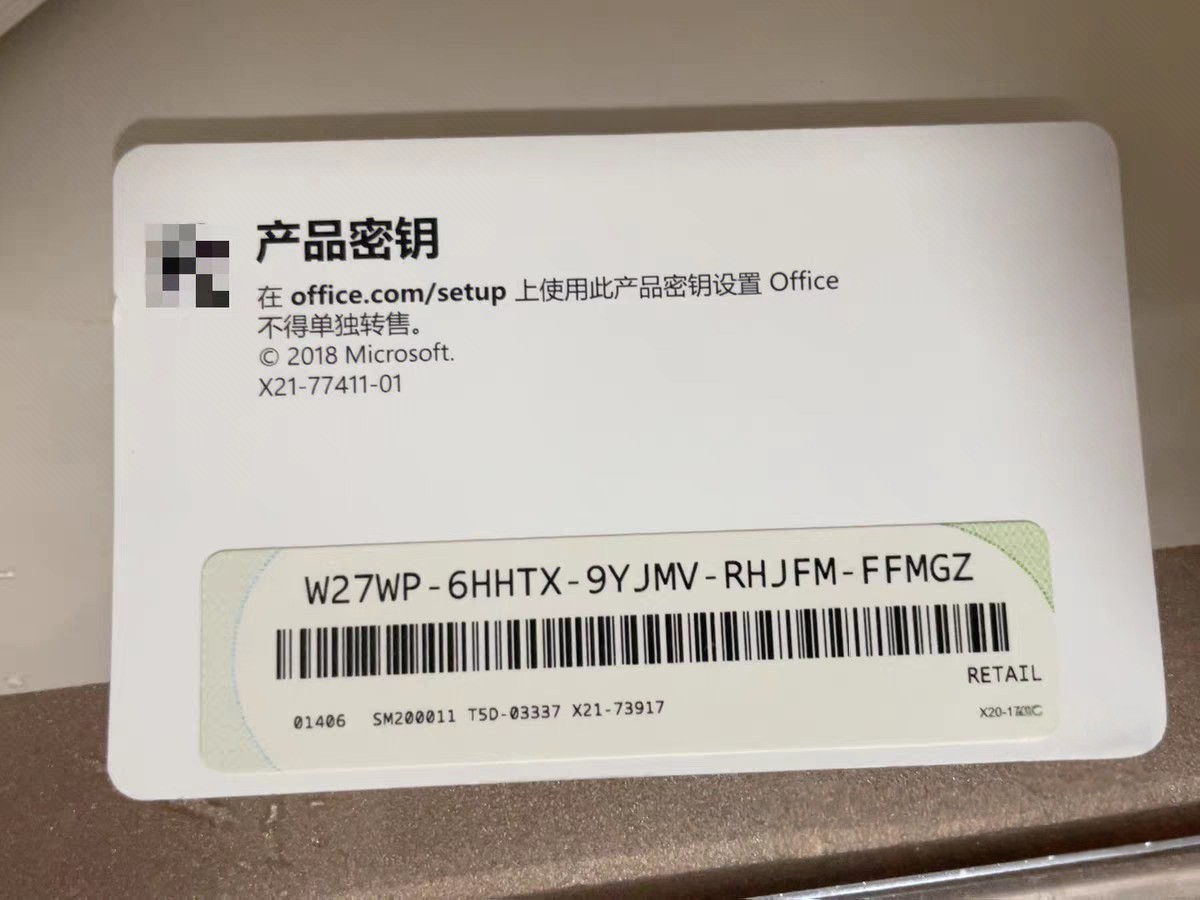 产品密钥
在 office.com/setup 上使用此产品密钥设置 Office
不得单独转售。
© 2018 Microsoft.
X21-77411-01
W27WP-6HHTX-9YJMV-RHJFM-FFMGZ
RETAIL
01406 SM200011 T5D-03337 X21-73917